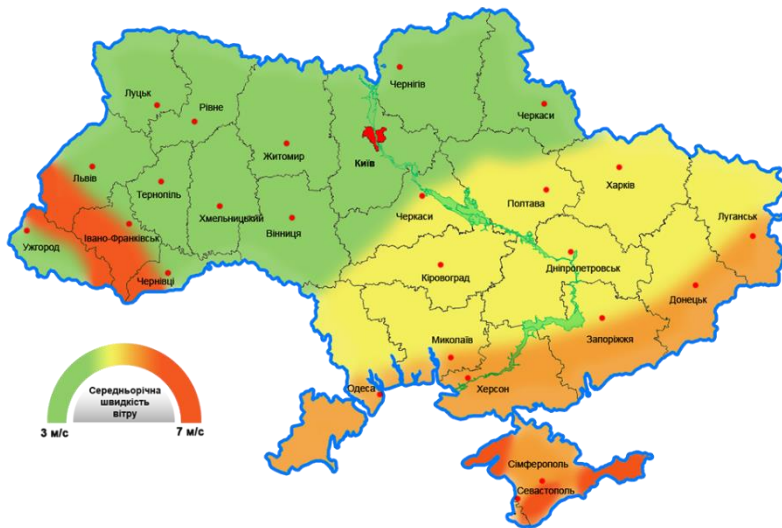 Чернігів
Луцьк
Рівне
Черкаси
Житомир
Київ
Львів
Харків
Тернопіль
Полтава
Хмельницький
Черкаси
Луганськ
Вінниця
Івано-Франківськ
Ужгород
Чернівці
Дніпропетровськ
Кіровоград
Донецьк
Запоріжжя
Миколаїв
Одеса
Херсон
Середньорічна
швидкість
вітру
3 м/с
7 м/с
Сімферополь
Севастополь